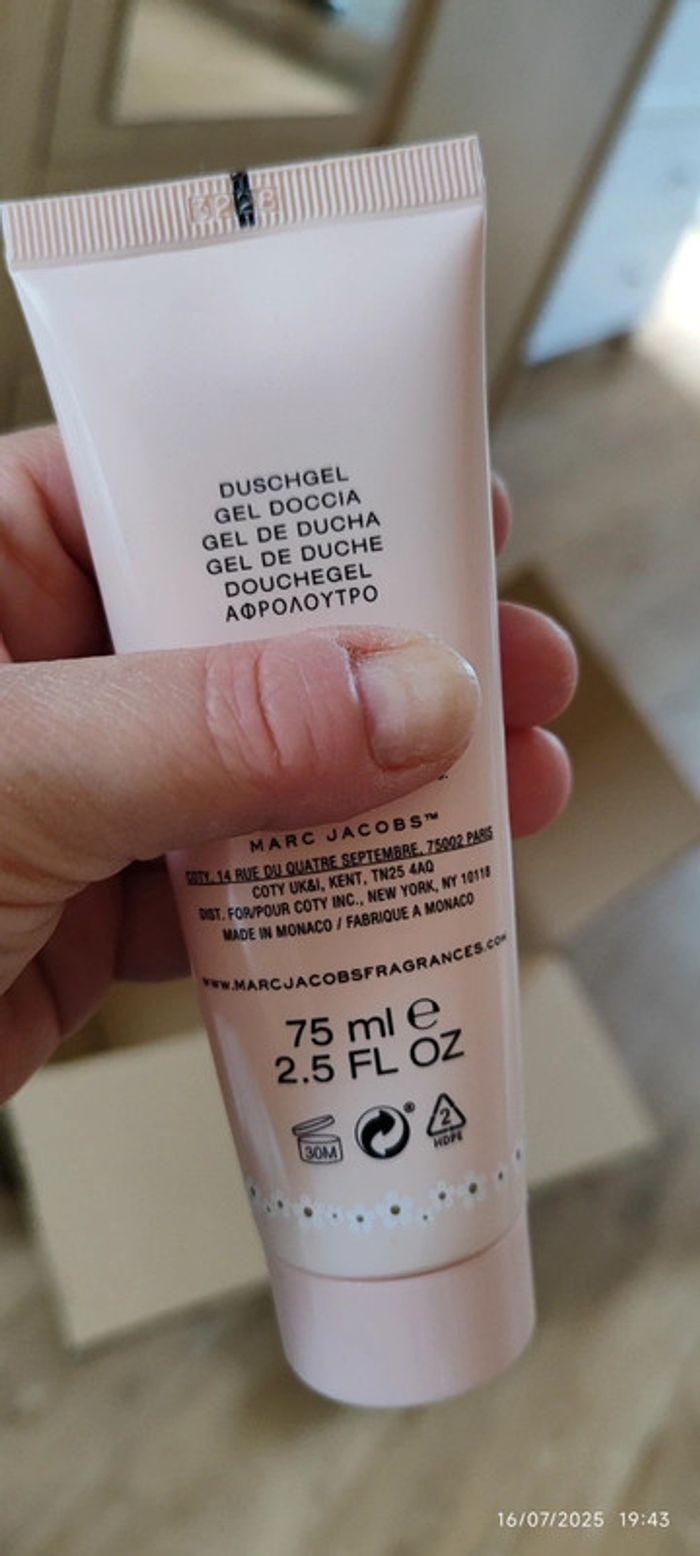 DUSCHGEL
GEL DOCCIA
GEL DE DUCHA
GEL DE DUCHE
DOUCHEGEL
ΑΦΡΟΛΟΥΤΡΟ
MARC JACOBS™
COTY, 14 RUE DU QUATRE SEPTEMBRE, 75002 PARIS
COTY UK&I, KENT, TN25 4AQ
DIST. FOR/POUR COTY INC., NEW YORK, NY 10118
MADE IN MONACO / FABRIQUE A MONACO
WWW.MARCJACOBSFRAGRANCES.COM
75 ml e
2.5 FL OZ
30M
®
2
HDPE
16/07/2025 19:43